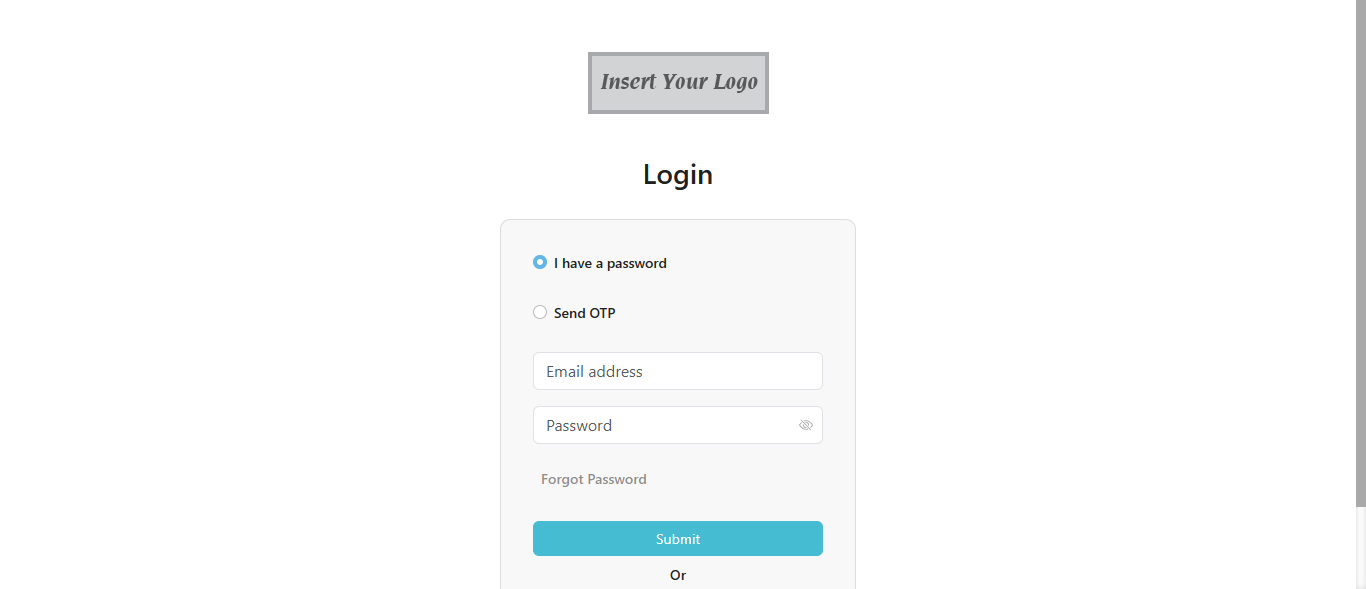 Insert Your Logo
Login
I have a password
Send OTP
Email address
Password
Forgot Password
Submit
Or